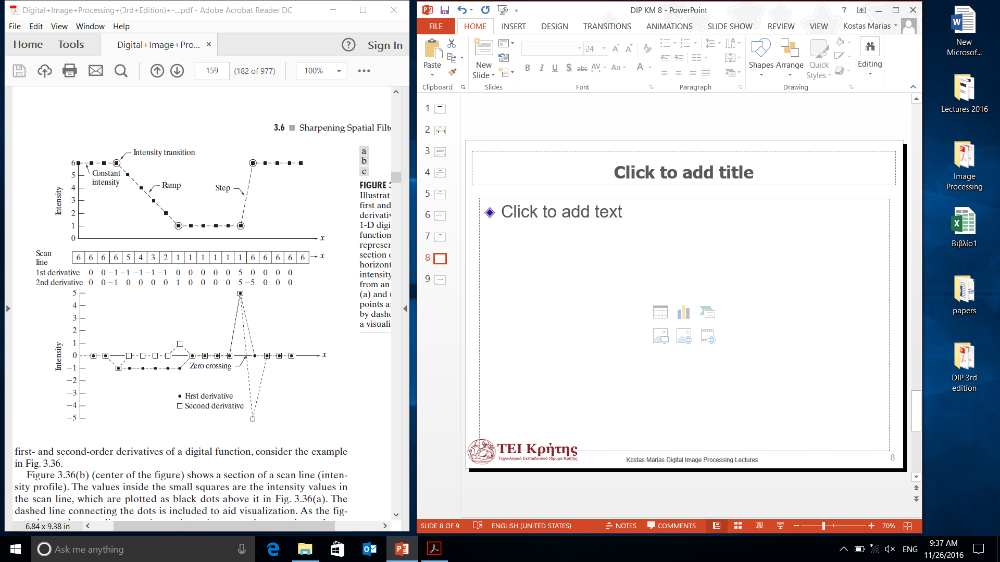 Digital+Image+Processing+(3rd+Edition)+-....pdf - Adobe Acrobat Reader DC
File Edit View Window Help
Home Tools Digital+Image+Pro... × ? Sign In
159 (182 of 977) 100%
3.6 ■ Sharpening Spatial Filte
Intensity transition
Constant
intensity
Ramp
Step
Intensity
6
5
4
3
2
1
0
x
a
b
c
FIGURE 3
Illustrati
first and
derivativ
1-D digi
function
represen
section o
horizont
intensity
from an
(a) and (
points a
by dashe
a visuali
Scan
line
6 6 6 6 5 4 3 2 1 1 1 1 1 1 6 6 6 6 6 x
1st derivative 0 0 −1 −1 −1 −1 −1 0 0 0 0 0 5 0 0 0 0
2nd derivative 0 0 −1 0 0 0 0 1 0 0 0 0 5 −5 0 0 0
Intensity
5
4
3
2
1
0
−1
−2
−3
−4
−5
x
Zero crossing
● First derivative
□ Second derivative
first- and second-order derivatives of a digital function, consider the example
in Fig. 3.36.
Figure 3.36(b) (center of the figure) shows a section of a scan line (inten-
sity profile). The values inside the small squares are the intensity values in
the scan line, which are plotted as black dots above it in Fig. 3.36(a). The
dashed line connecting the dots is included to aid visualization. As the fig-
6.84 x 9.38 in
DIP KM 8 - PowerPoint
FILE HOME INSERT DESIGN TRANSITIONS ANIMATIONS SLIDE SHOW REVIEW VIEW Kostas Marias
Paste
New
Slide
24
B I U S abc AV Aa A
Shapes Arrange Quick
Styles
Editing
Clipboard Slides Font Paragraph Drawing
1
2
3
4
5
6
7
8
9
Click to add title
Click to add text
ΤΕΙ Κρήτης
Τεχνολογικό Εκπαιδευτικό Ίδρυμα Κρήτης
Kostas Marias Digital Image Processing Lectures
8
SLIDE 8 OF 9 ENGLISH (UNITED STATES) NOTES COMMENTS 70%
New
Microsof...
Lectures 2016
Image
Processing
Βιβλίο1
papers
DIP 3rd
edition
Ask me anything
ENG
9:37 AM
11/26/2016